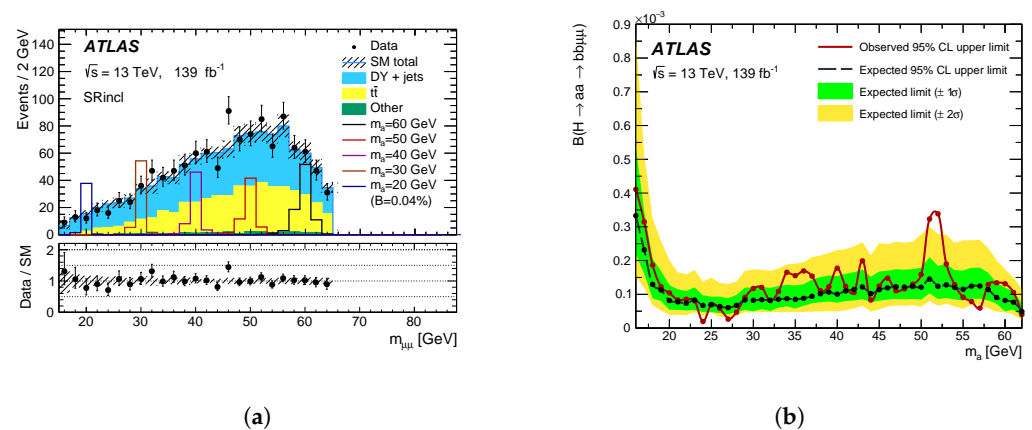 ATLAS
√s = 13 TeV, 139 fb-1
SRincl
Data
SM total
DY + jets
tt̄
Other
ma=60 GeV
ma=50 GeV
ma=40 GeV
ma=30 GeV
ma=20 GeV
(B=0.04%)
Events / 2 GeV
140
120
100
80
60
40
20
0
Data / SM
2
1
0
20 30 40 50 60 70 80
mμμ [GeV]
(a)
×10-3
ATLAS
√s = 13 TeV, 139 fb-1
Observed 95% CL upper limit
Expected 95% CL upper limit
Expected limit (± 1σ)
Expected limit (± 2σ)
B(H → aa → bbμμ)
0.9
0.8
0.7
0.6
0.5
0.4
0.3
0.2
0.1
0
20 25 30 35 40 45 50 55 60
ma [GeV]
(b)